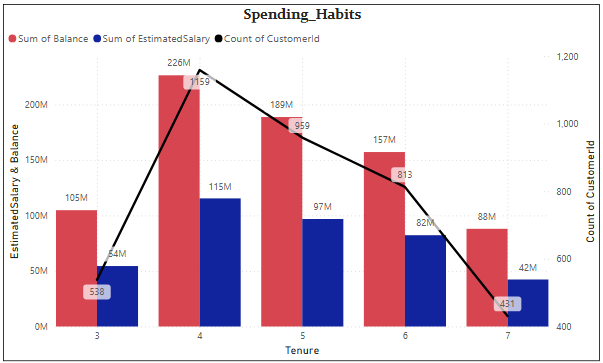 Spending_Habits
Sum of Balance Sum of EstimatedSalary Count of CustomerId
226M
1,200
1159
200M
189M
959
1,000
157M
813
150M
EstimatedSalary & Balance
Count of CustomerId
105M
115M
800
100M
97M
88M
82M
54M
600
50M
538
42M
431
0M
400
3 4 5 6 7
Tenure